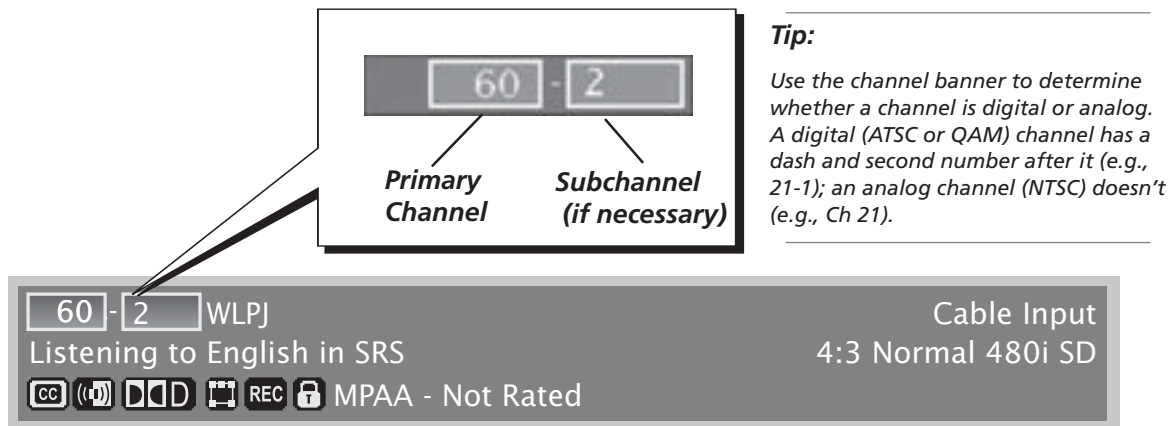 60 - 2
Primary
Channel
Subchannel
(if necessary)
Tip:
Use the channel banner to determine
whether a channel is digital or analog.
A digital (ATSC or QAM) channel has a
dash and second number after it (e.g.,
21-1); an analog channel (NTSC) doesn’t
(e.g., Ch 21).
60 - 2 WLPJ Cable Input
Listening to English in SRS 4:3 Normal 480i SD
CC REC T MPAA - Not Rated